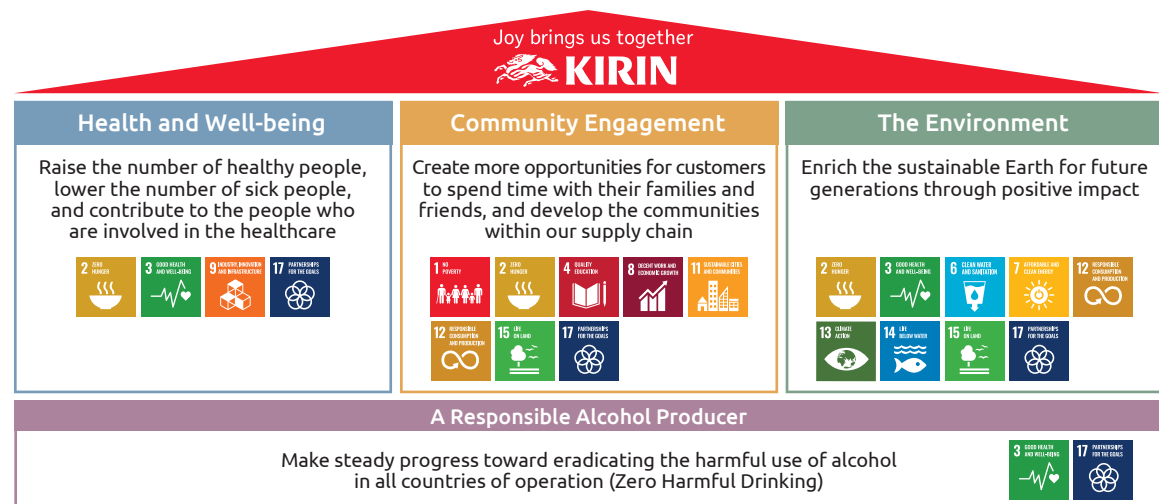 Joy brings us together
KIRIN
Health and Well-being
Raise the number of healthy people,
lower the number of sick people,
and contribute to the people who
are involved in the healthcare
2 ZERO
HUNGER
3 GOOD HEALTH
AND WELL-BEING
9 INDUSTRY, INNOVATION
AND INFRASTRUCTURE
17 PARTNERSHIPS
FOR THE GOALS
Community Engagement
Create more opportunities for customers
to spend time with their families and
friends, and develop the communities
within our supply chain
1 NO
POVERTY
2 ZERO
HUNGER
4 QUALITY
EDUCATION
8 DECENT WORK AND
ECONOMIC GROWTH
11 SUSTAINABLE CITIES
AND COMMUNITIES
12 RESPONSIBLE
CONSUMPTION
AND PRODUCTION
15 LIFE
ON LAND
17 PARTNERSHIPS
FOR THE GOALS
The Environment
Enrich the sustainable Earth for future
generations through positive impact
2 ZERO
HUNGER
3 GOOD HEALTH
AND WELL-BEING
6 CLEAN WATER
AND SANITATION
7 AFFORDABLE AND
CLEAN ENERGY
12 RESPONSIBLE
CONSUMPTION
AND PRODUCTION
13 CLIMATE
ACTION
14 LIFE
BELOW WATER
15 LIFE
ON LAND
17 PARTNERSHIPS
FOR THE GOALS
A Responsible Alcohol Producer
Make steady progress toward eradicating the harmful use of alcohol
in all countries of operation (Zero Harmful Drinking)
3 GOOD HEALTH
AND WELL-BEING
17 PARTNERSHIPS
FOR THE GOALS